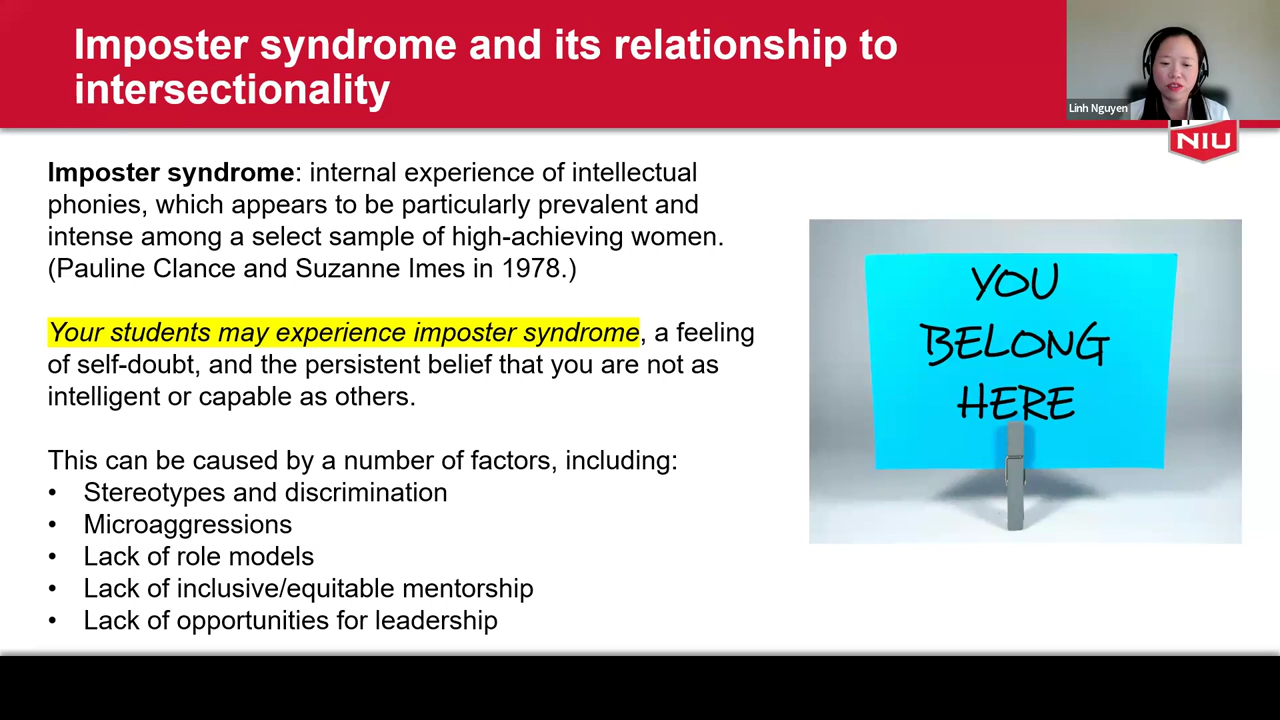 Imposter syndrome and its relationship to
intersectionality
Linh Nguyen
NIU
Imposter syndrome: internal experience of intellectual
phonies, which appears to be particularly prevalent and
intense among a select sample of high-achieving women.
(Pauline Clance and Suzanne Imes in 1978.)
Your students may experience imposter syndrome, a feeling
of self-doubt, and the persistent belief that you are not as
intelligent or capable as others.
This can be caused by a number of factors, including:
• Stereotypes and discrimination
• Microaggressions
• Lack of role models
• Lack of inclusive/equitable mentorship
• Lack of opportunities for leadership
YOU
BELONG
HERE